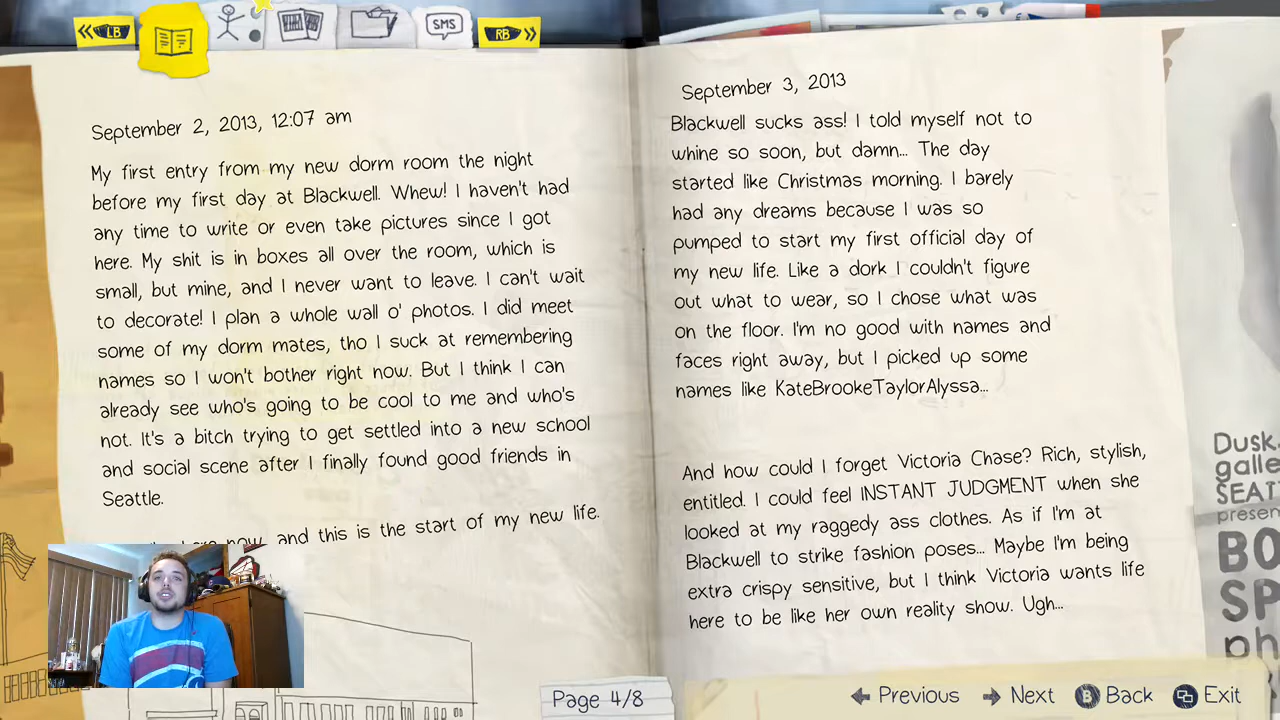 LB
SMS
RB
September 2, 2013, 12:07 am
My first entry from my new dorm room the night
before my first day at Blackwell. Whew! I haven't had
any time to write or even take pictures since I got
here. My shit is in boxes all over the room, which is
small, but mine, and I never want to leave. I can't wait
to decorate! I plan a whole wall o' photos. I did meet
some of my dorm mates, tho I suck at remembering
names so I won't bother right now. But I think I can
already see who's going to be cool to me and who's
not. It's a bitch trying to get settled into a new school
and social scene after I finally found good friends in
Seattle.
now, and this is the start of my new life.
September 3, 2013
Blackwell sucks ass! I told myself not to
whine so soon, but damn... The day
started like Christmas morning. I barely
had any dreams because I was so
pumped to start my first official day of
my new life. Like a dork I couldn't figure
out what to wear, so I chose what was
on the floor. I'm no good with names and
faces right away, but I picked up some
names like KateBrookeTaylorAlyssa...
And how could I forget Victoria Chase? Rich, stylish,
entitled. I could feel INSTANT JUDGMENT when she
looked at my raggedy ass clothes. As if I'm at
Blackwell to strike fashion poses... Maybe I'm being
extra crispy sensitive, but I think Victoria wants life
here to be like her own reality show. Ugh...
Dusk
galle
SEAT
presen
BO
SP
ph
Page 4/8
Previous
Next
B Back
Exit